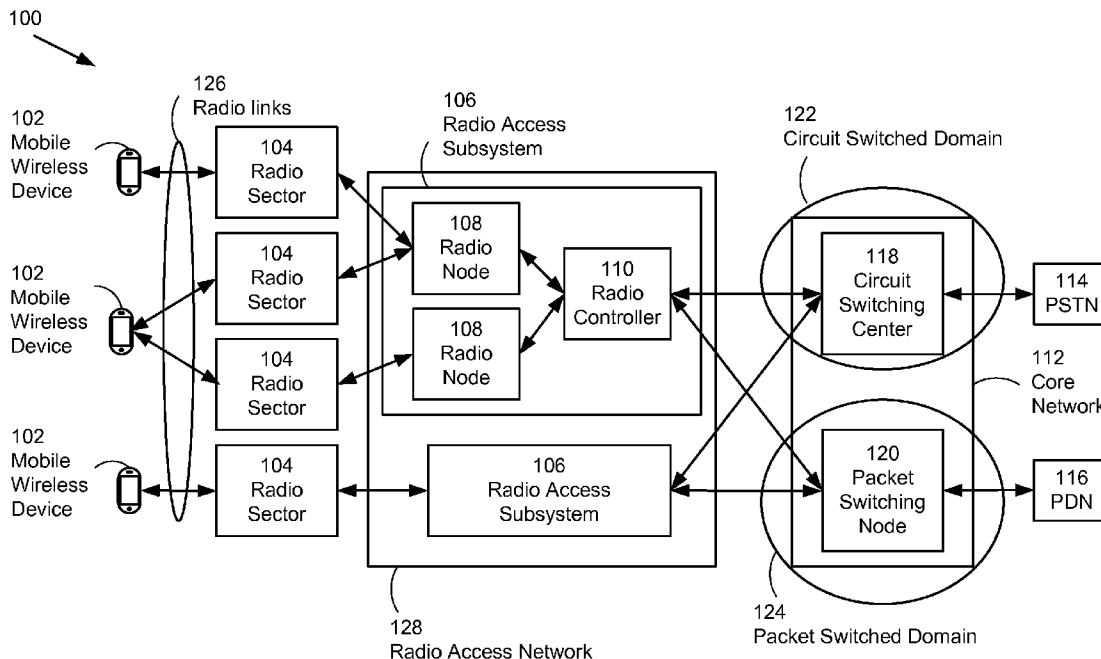 100
126
Radio links
102
Mobile
Wireless
Device
104
Radio
Sector
106
Radio Access
Subsystem
122
Circuit Switched Domain
108
Radio
Node
104
Radio
Sector
110
Radio
Controller
118
Circuit
Switching
Center
114
PSTN
102
Mobile
Wireless
Device
108
Radio
Node
104
Radio
Sector
112
Core
Network
102
Mobile
Wireless
Device
104
Radio
Sector
106
Radio Access
Subsystem
120
Packet
Switching
Node
116
PDN
128
Radio Access Network
124
Packet Switched Domain